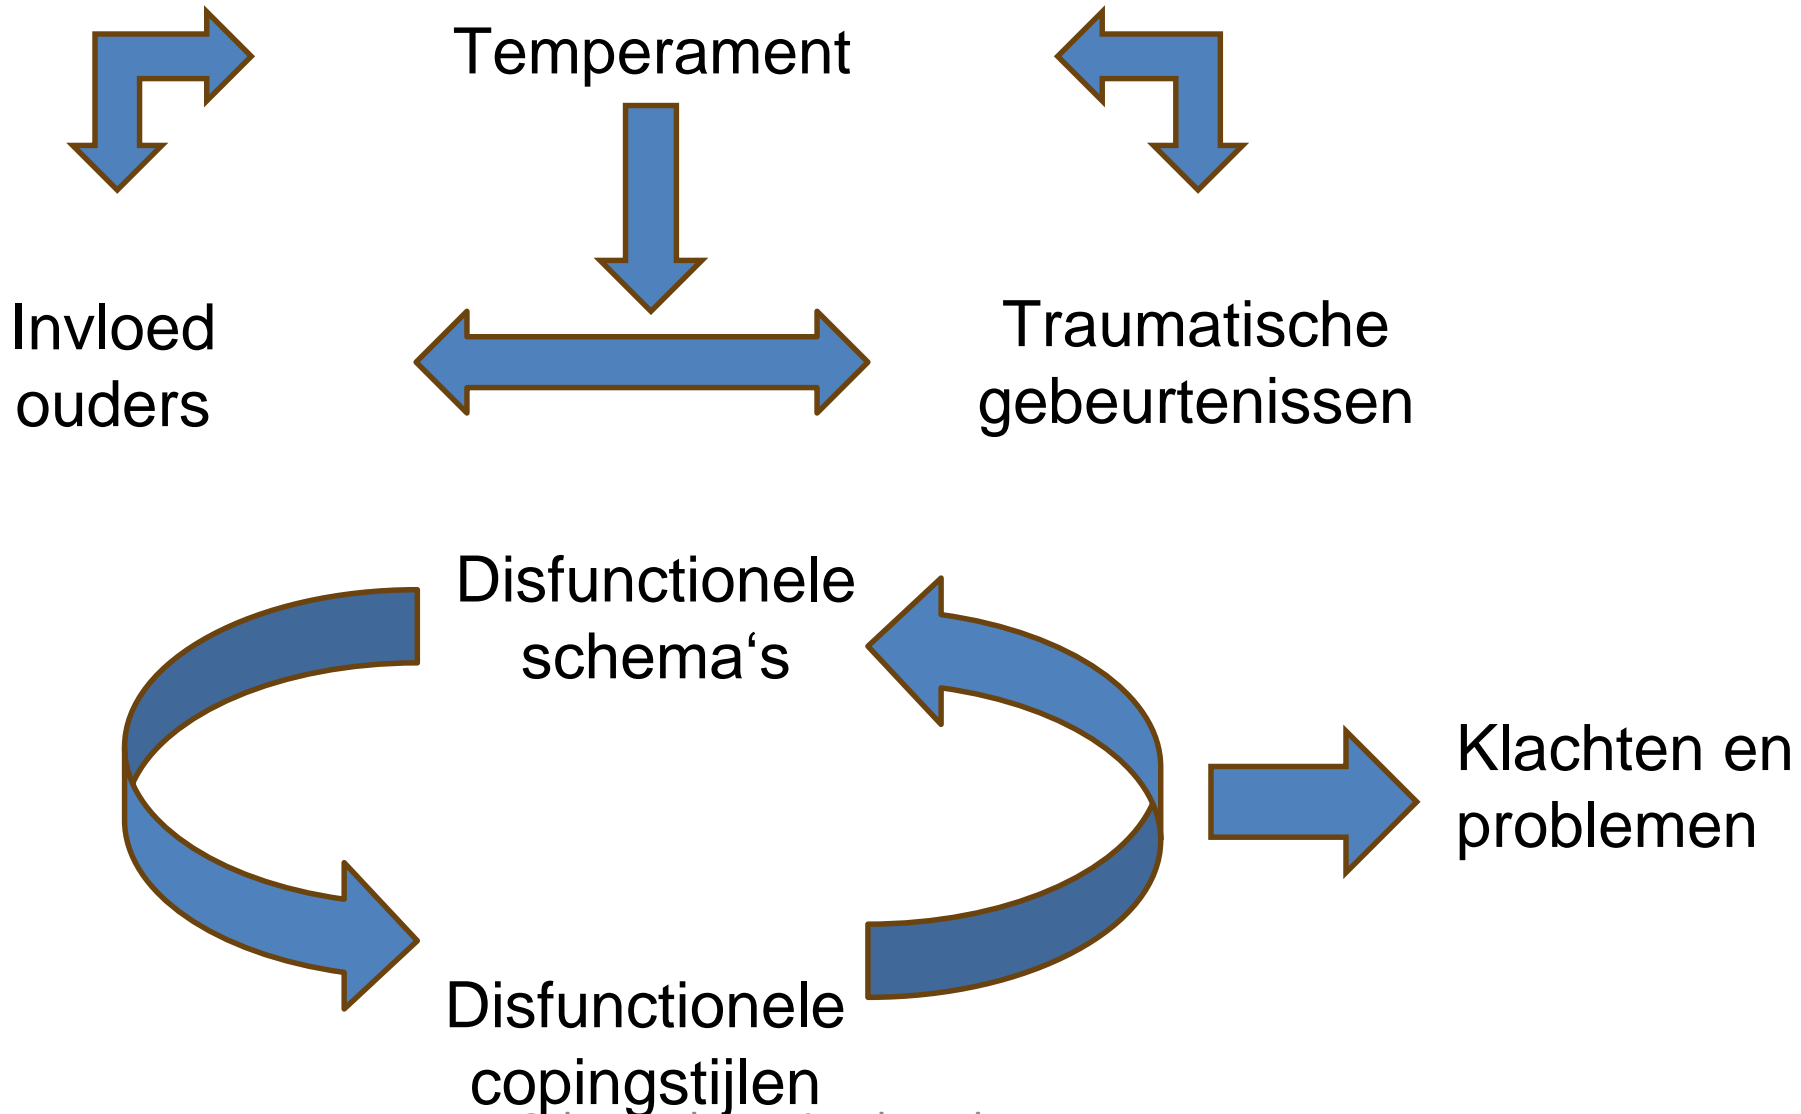 Temperament
Invloed
ouders
Traumatische
gebeurtenissen
Disfunctionele
schema‘s
Klachten en
problemen
Disfunctionele
copingstijlen